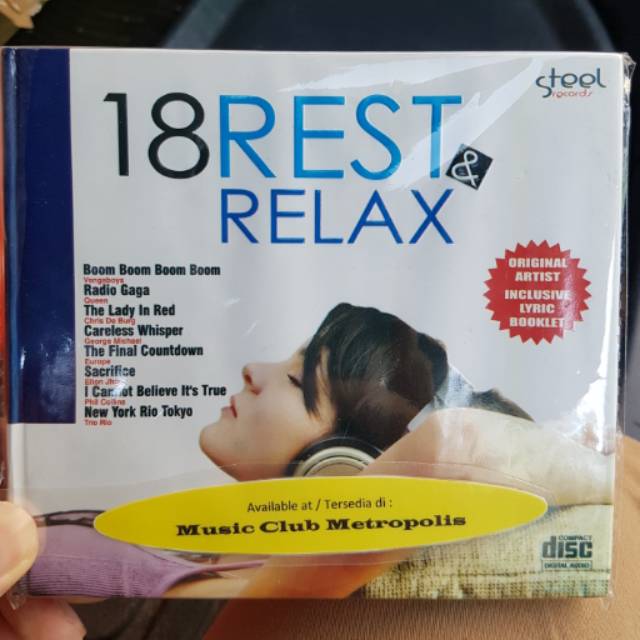 steel
records
18 REST
&
RELAX
Boom Boom Boom Boom
Vengaboys
Radio Gaga
Queen
The Lady In Red
Chris De Burg
Careless Whisper
George Michael
The Final Countdown
Europe
Sacrifice
Elton Jhon
I Cannot Believe It's True
Phil Collins
New York Rio Tokyo
Trio Rio
ORIGINAL
ARTIST
INCLUSIVE
LYRIC
BOOKLET
Available at / Tersedia di :
Music Club Metropolis
COMPACT
disc
DIGITAL AUDIO